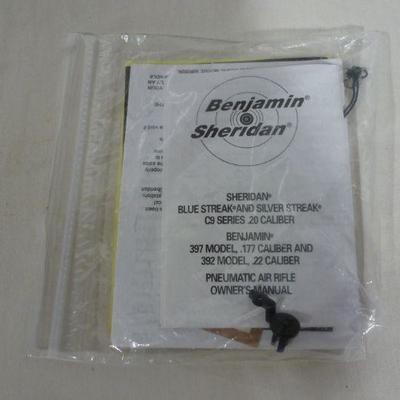 Benjamin®
Sheridan®
SHERIDAN®
BLUE STREAK® AND SILVER STREAK®
C9 SERIES .20 CALIBER
BENJAMIN®
397 MODEL, .177 CALIBER AND
392 MODEL, .22 CALIBER
PNEUMATIC AIR RIFLE
OWNER'S MANUAL